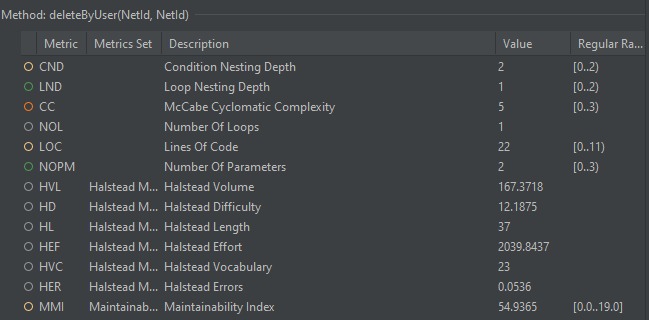 Method: deleteByUser(NetId, NetId)
Metric Metrics Set Description Value Regular Ra...
CND Condition Nesting Depth 2 [0..2)
LND Loop Nesting Depth 1 [0..2)
CC McCabe Cyclomatic Complexity 5 [0..3)
NOL Number Of Loops 1
LOC Lines Of Code 22 [0..11)
NOPM Number Of Parameters 2 [0..3)
HVL Halstead M... Halstead Volume 167.3718
HD Halstead M... Halstead Difficulty 12.1875
HL Halstead M... Halstead Length 37
HEF Halstead M... Halstead Effort 2039.8437
HVC Halstead M... Halstead Vocabulary 23
HER Halstead M... Halstead Errors 0.0536
MMI Maintainab... Maintainability Index 54.9365 [0.0..19.0]